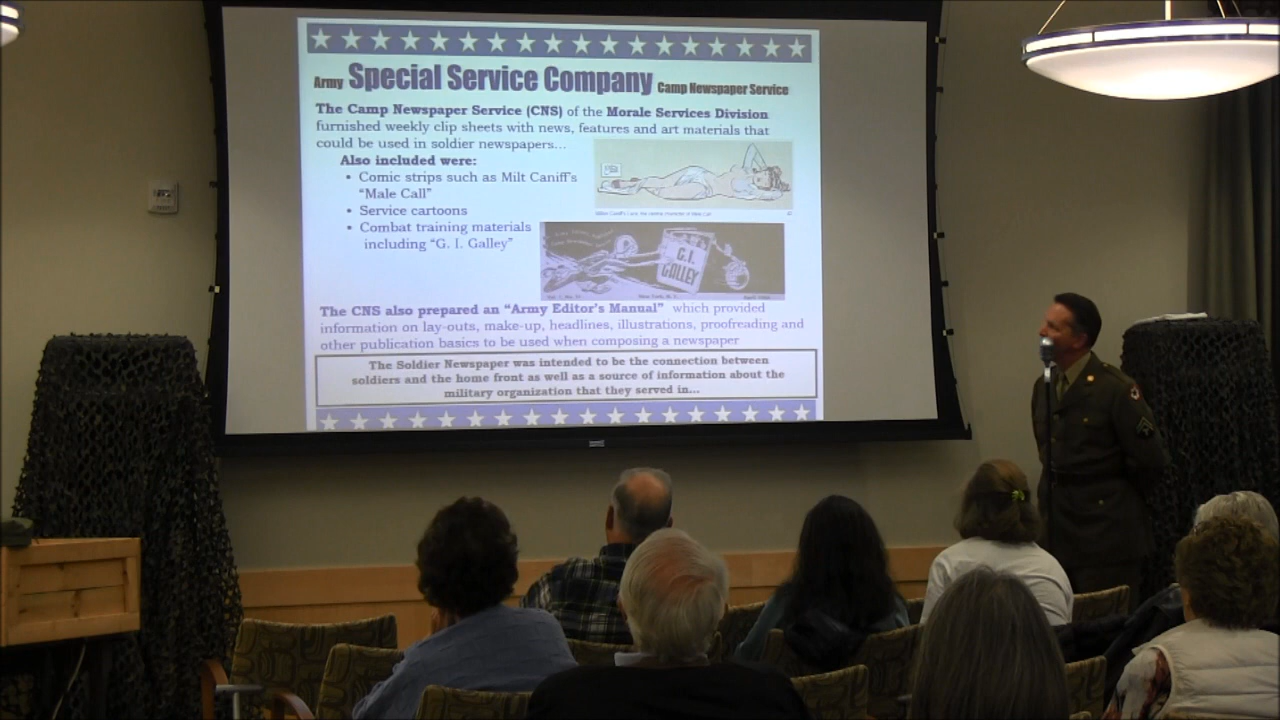 Army Special Service Company Camp Newspaper Service
The Camp Newspaper Service (CNS) of the Morale Services Division
furnished weekly clip sheets with news, features and art materials that
could be used in soldier newspapers...
Also included were:
• Comic strips such as Milt Caniff's
"Male Call"
• Service cartoons
• Combat training materials
including "G. I. Galley"
G.I.
GALLEY
The CNS also prepared an "Army Editor's Manual" which provided
information on lay-outs, make-up, headlines, illustrations, proofreading and
other publication basics to be used when composing a newspaper
The Soldier Newspaper was intended to be the connection between
soldiers and the home front as well as a source of information about the
military organization that they served in...